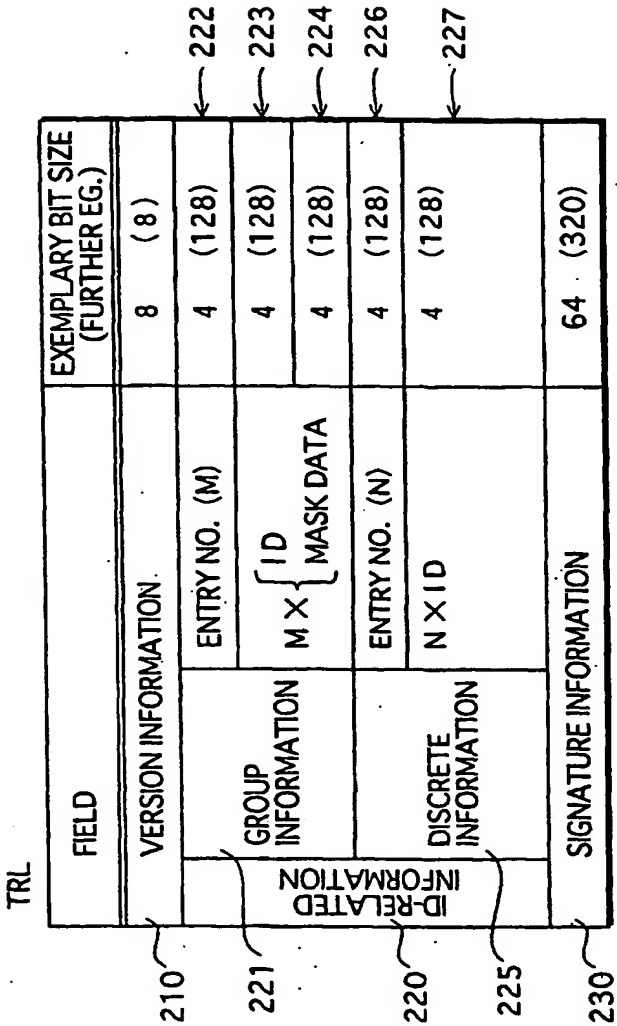 TRL
FIELD
EXEMPLARY BIT SIZE
(FURTHER EG.)
210
VERSION INFORMATION
8 (8)
220
ID-RELATED
INFORMATION
221
GROUP
INFORMATION
ENTRY NO. (M)
4 (128)
222
M X { ID
4 (128)
223
MASK DATA
4 (128)
224
225
DISCRETE
INFORMATION
ENTRY NO. (N)
4 (128)
226
N X ID
4 (128)
227
230
SIGNATURE INFORMATION
64 (320)